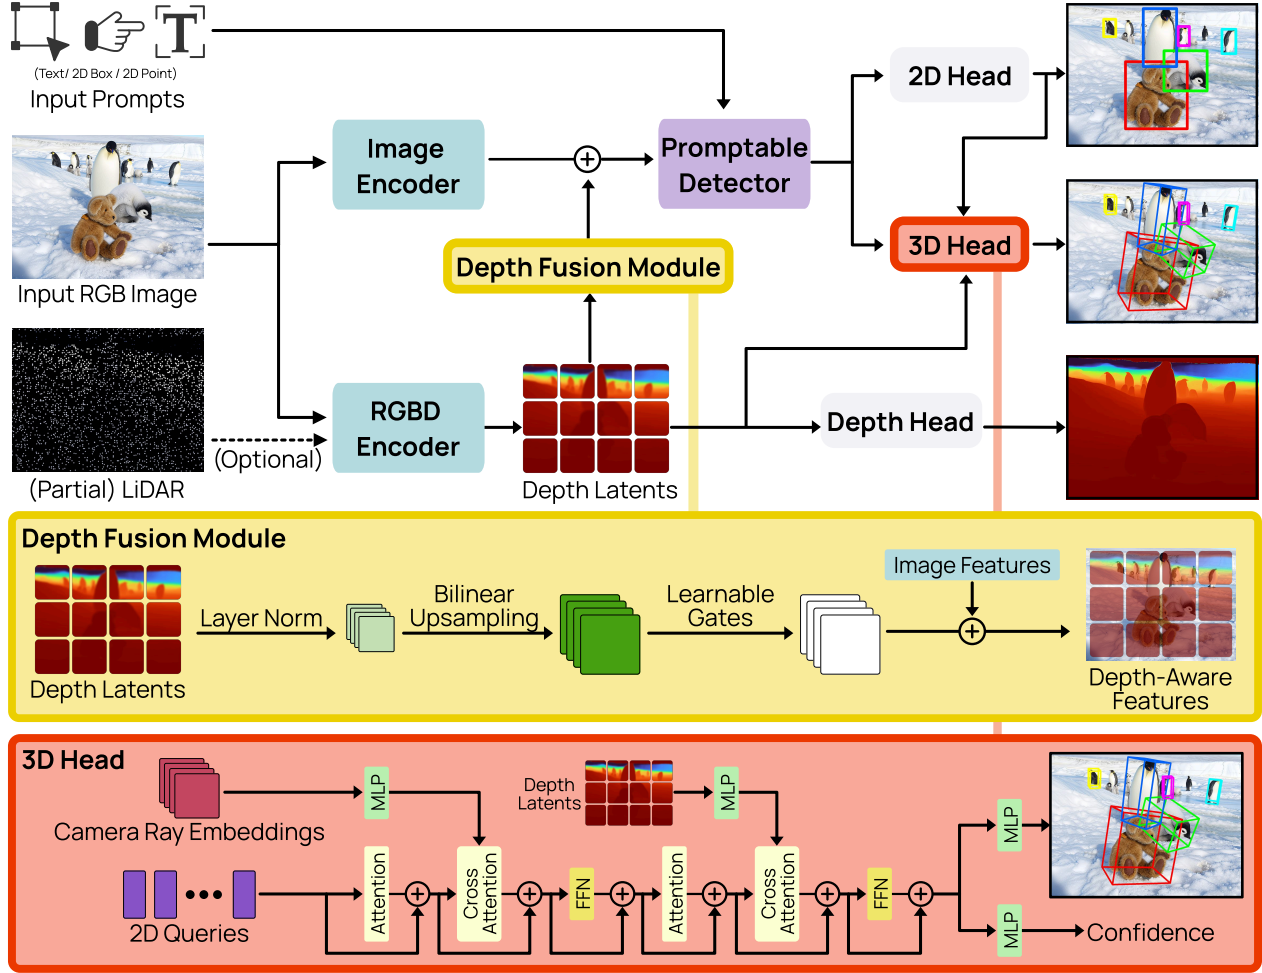 T
(Text/ 2D Box / 2D Point)
Input Prompts
Input RGB Image
(Partial) LiDAR
(Optional)
Image
Encoder
RGBD
Encoder
Depth Fusion Module
Depth Latents
Promptable
Detector
2D Head
3D Head
Depth Head
Depth Fusion Module
Depth Latents
Layer Norm
Bilinear
Upsampling
Learnable
Gates
Image Features
Depth-Aware
Features
3D Head
Camera Ray Embeddings
MLP
Depth
Latents
MLP
2D Queries
Attention
Cross
Attention
FFN
Attention
Cross
Attention
FFN
MLP
MLP
Confidence